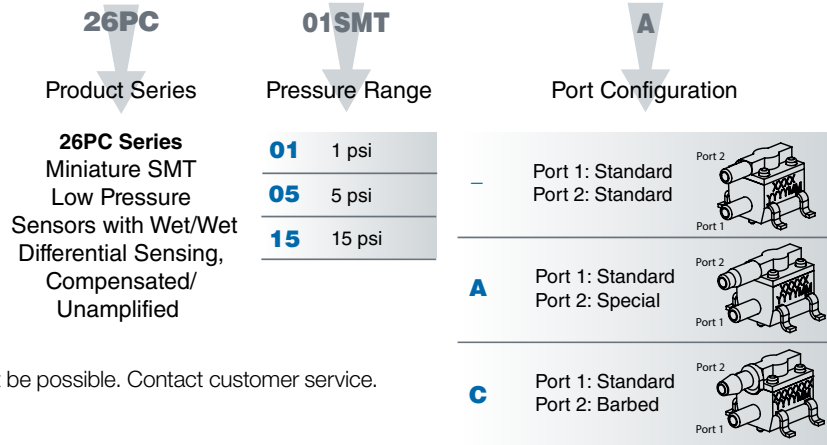 26PC
01SMT
A
Product Series
Pressure Range
Port Configuration
26PC Series
Miniature SMT
Low Pressure
Sensors with Wet/Wet
Differential Sensing,
Compensated/
Unamplified
01 1 psi
05 5 psi
15 15 psi
– Port 1: Standard
Port 2: Standard
Port 2
XXX
YYWW
Port 1
A Port 1: Standard
Port 2: Special
Port 2
Port 1
C Port 1: Standard
Port 2: Barbed
Port 2
Port 1
be possible. Contact customer service.